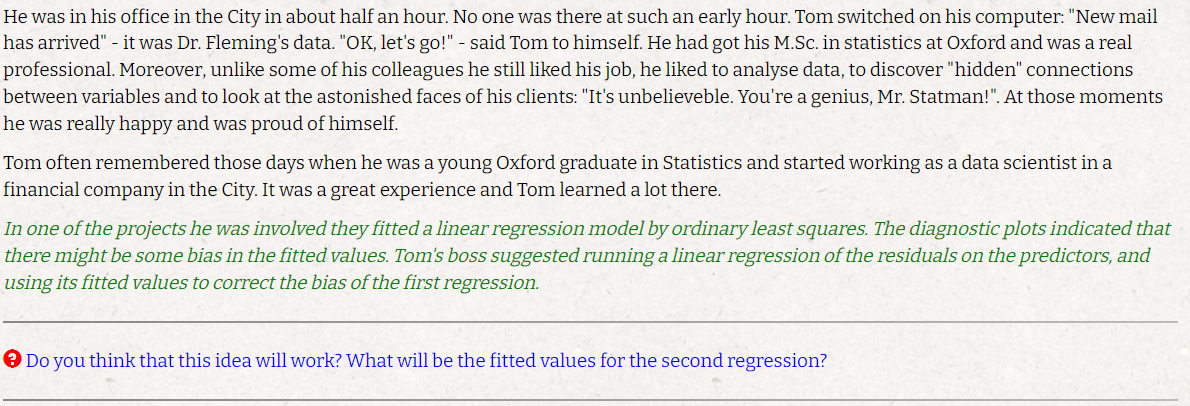 He was in his office in the City in about half an hour. No one was there at such an early hour. Tom switched on his computer: "New mail
has arrived" - it was Dr. Fleming's data. "OK, let's go!" - said Tom to himself. He had got his M.Sc. in statistics at Oxford and was a real
professional. Moreover, unlike some of his colleagues he still liked his job, he liked to analyse data, to discover "hidden" connections
between variables and to look at the astonished faces of his clients: "It's unbelieveble. You're a genius, Mr. Statman!". At those moments
he was really happy and was proud of himself.
Tom often remembered those days when he was a young Oxford graduate in Statistics and started working as a data scientist in a
financial company in the City. It was a great experience and Tom learned a lot there.
In one of the projects he was involved they fitted a linear regression model by ordinary least squares. The diagnostic plots indicated that
there might be some bias in the fitted values. Tom's boss suggested running a linear regression of the residuals on the predictors, and
using its fitted values to correct the bias of the first regression.
? Do you think that this idea will work? What will be the fitted values for the second regression?